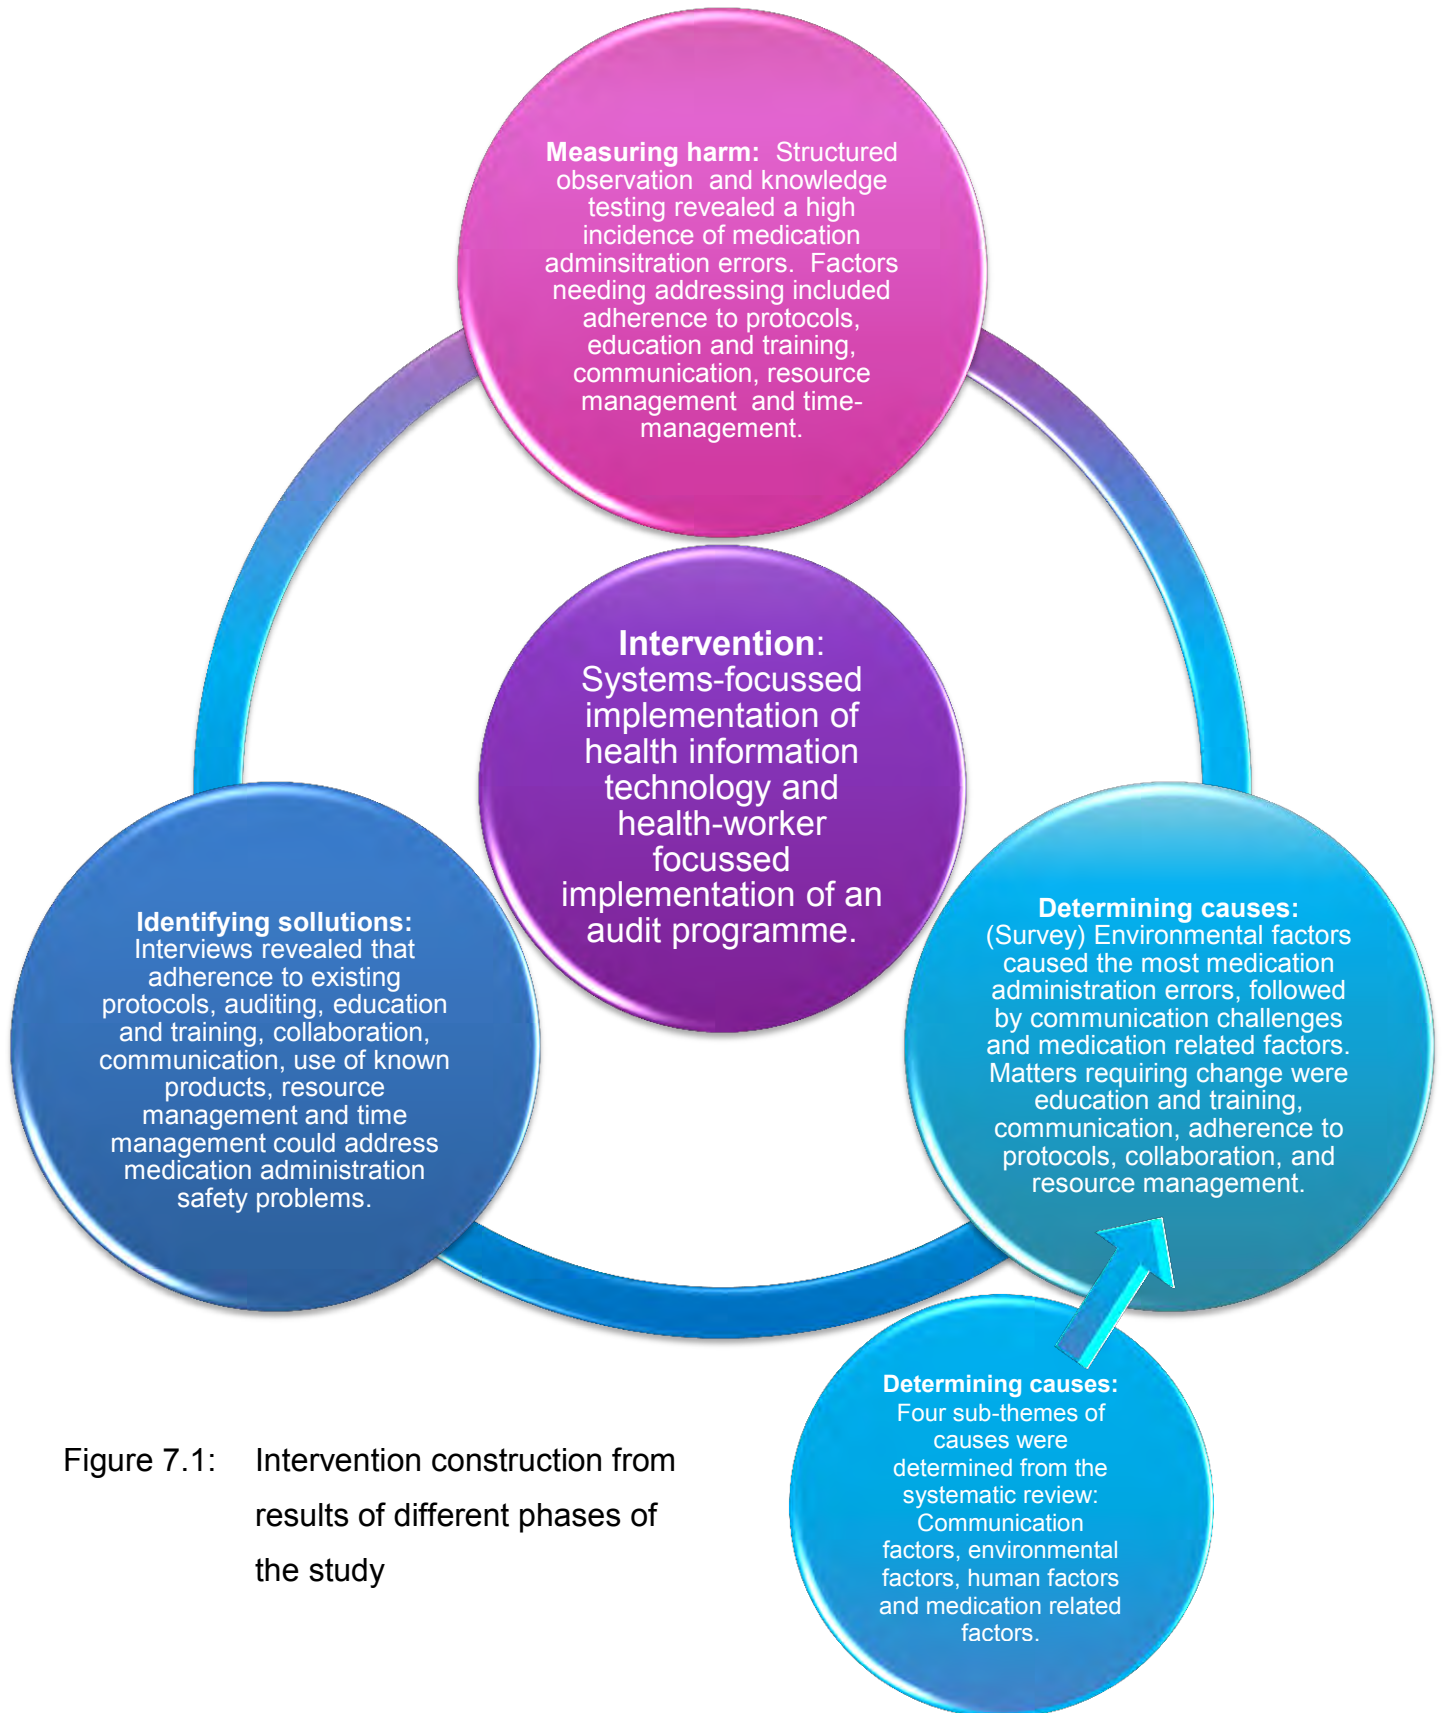 Measuring harm:  Structured
observation  and knowledge
testing revealed a high
incidence of medication
adminsitration errors.  Factors
needing addressing included
adherence to protocols,
education and training,
communication, resource
management  and time-
management.
Intervention:
Systems-focussed
implementation of
health information
technology and
health-worker
focussed
implementation of an
audit programme.
Identifying sollutions:
Interviews revealed that
adherence to existing
protocols, auditing, education
and training, collaboration,
communication, use of known
products, resource
management and time
management could address
medication administration
safety problems.
Determining causes:
(Survey) Environmental factors
caused the most medication
administration errors, followed
by communication challenges
and medication related factors.
Matters requiring change were
education and training,
communication, adherence to
protocols, collaboration, and
resource management.
Determining causes:
Four sub-themes of
causes were
determined from the
systematic review:
Communication
factors, environmental
factors, human factors
and medication related
factors.
Figure 7.1: Intervention construction from
results of different phases of
the study